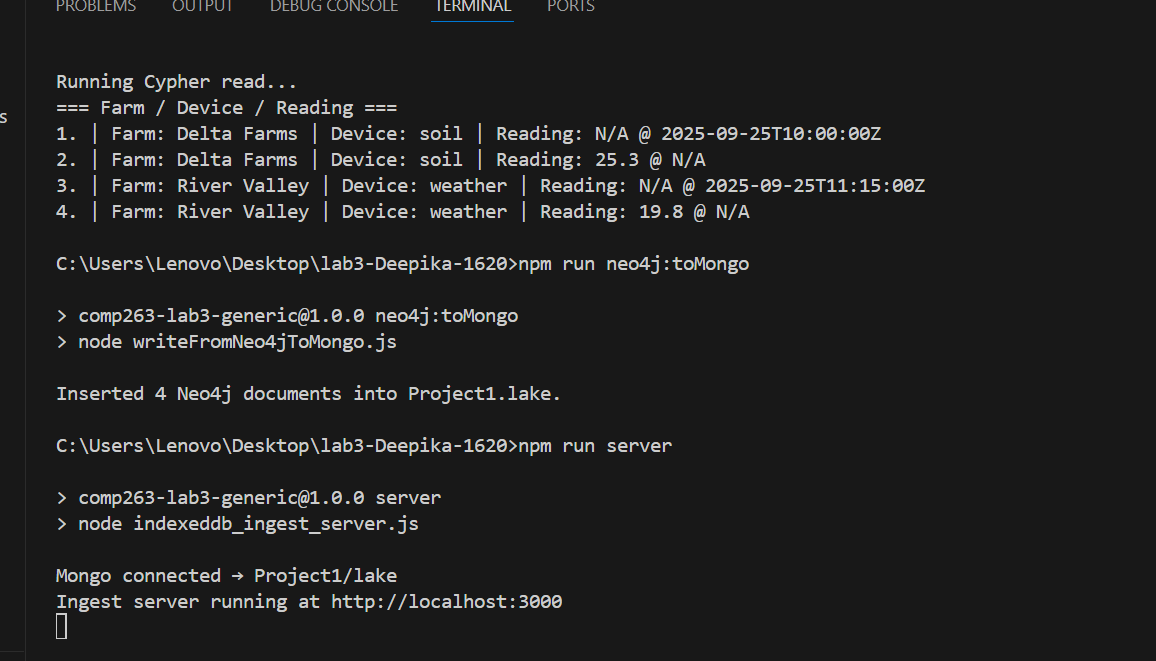 PROBLEMS OUTPUT DEBUG CONSOLE TERMINAL PORTS
Running Cypher read...
=== Farm / Device / Reading ===
s
1. | Farm: Delta Farms | Device: soil | Reading: N/A @ 2025-09-25T10:00:00Z
2. | Farm: Delta Farms | Device: soil | Reading: 25.3 @ N/A
3. | Farm: River Valley | Device: weather | Reading: N/A @ 2025-09-25T11:15:00Z
4. | Farm: River Valley | Device: weather | Reading: 19.8 @ N/A
C:\Users\Lenovo\Desktop\lab3-Deepika-1620>npm run neo4j:toMongo
> comp263-lab3-generic@1.0.0 neo4j:toMongo
> node writeFromNeo4jToMongo.js
Inserted 4 Neo4j documents into Project1.lake.
C:\Users\Lenovo\Desktop\lab3-Deepika-1620>npm run server
> comp263-lab3-generic@1.0.0 server
> node indexeddb_ingest_server.js
Mongo connected → Project1/lake
Ingest server running at http://localhost:3000